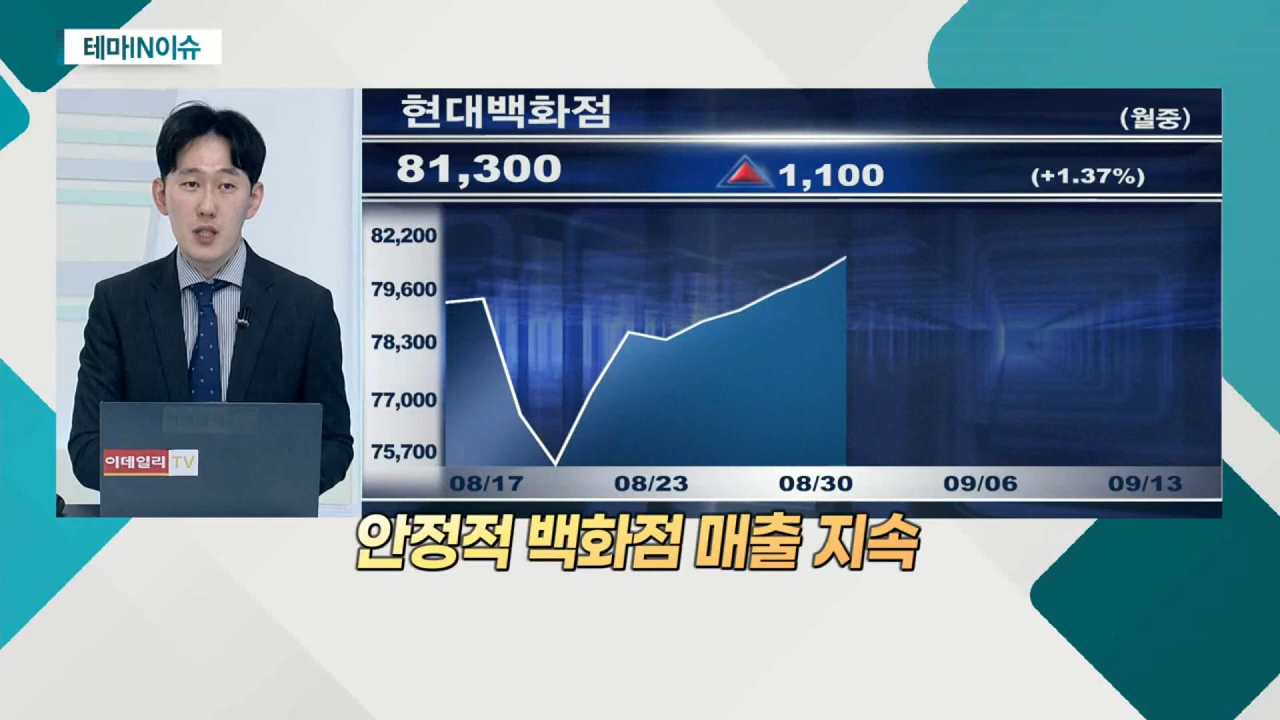 테마IN이슈
현대백화점 (월중)
81,300 ▲ 1,100 (+1.37%)
82,200
79,600
78,300
77,000
75,700
08/17 08/23 08/30 09/06 09/13
이데일리 TV
안정적 백화점 매출 지속